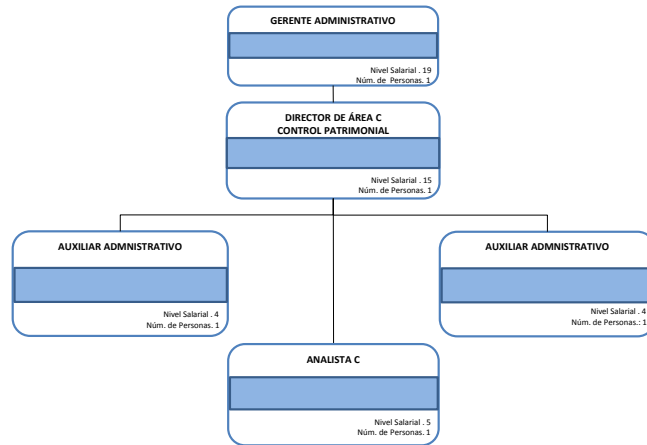 GERENTE ADMINISTRATIVO
Nivel Salarial . 19
Núm. de Personas. 1
DIRECTOR DE ÁREA C
CONTROL PATRIMONIAL
Nivel Salarial . 15
Núm. de Personas. 1
AUXILIAR ADMNISTRATIVO
Nivel Salarial . 4
Núm. de Personas. 1
AUXILIAR ADMNISTRATIVO
Nivel Salarial . 4
Núm. de Personas.: 1
ANALISTA C
Nivel Salarial . 5
Núm. de Personas. 1